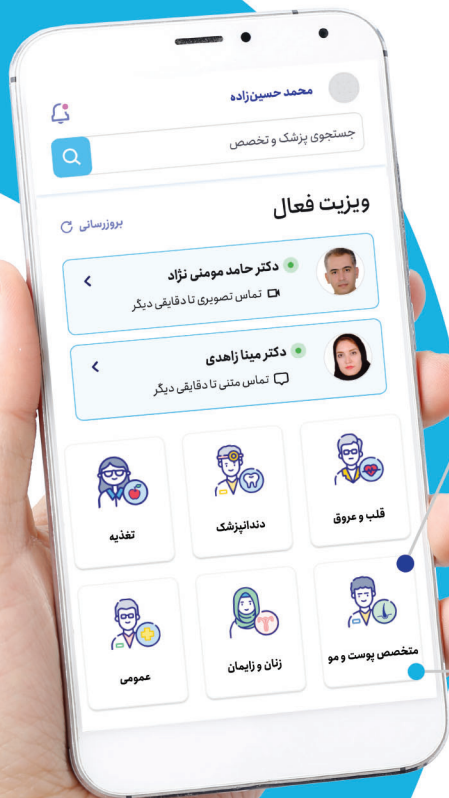 محمد حسین‌زاده
جستجوی پزشک و تخصص
ویزیت فعال
بروزرسانی
دکتر حامد مومنی نژاد
تماس تصویری تا دقایقی دیگر
دکتر مینا زاهدی
تماس متنی تا دقایقی دیگر
قلب و عروق
دندانپزشک
تغذیه
متخصص پوست و مو
زنان و زایمان
عمومی